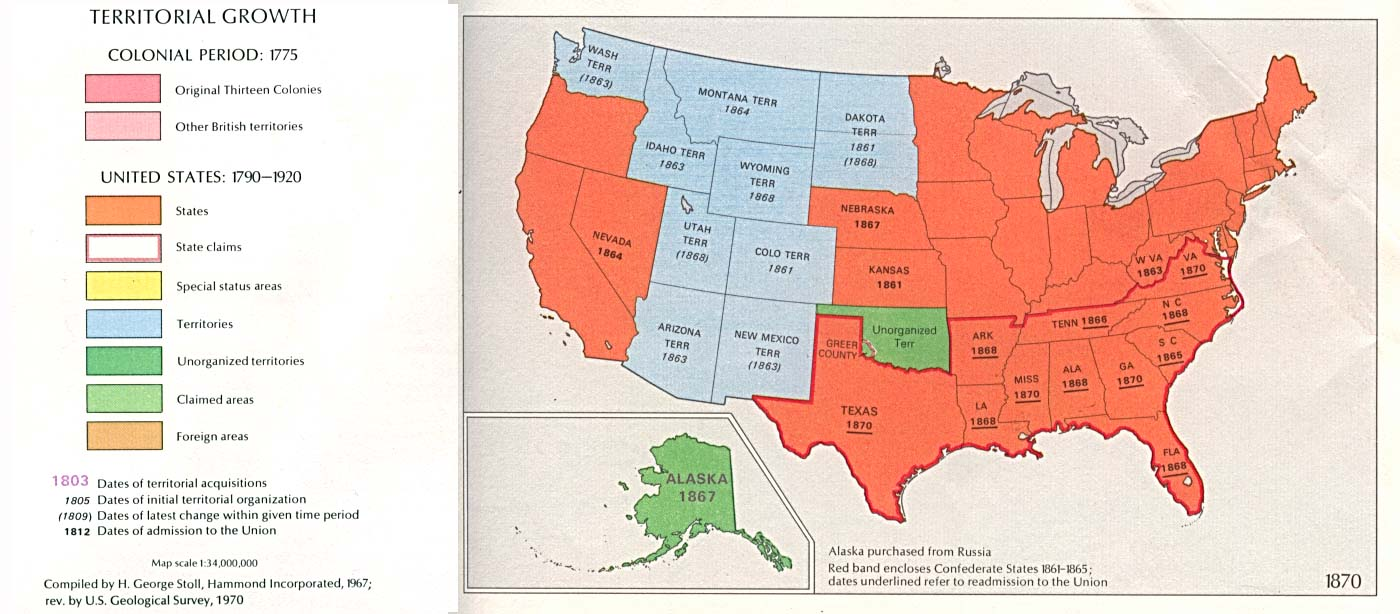 TERRITORIAL GROWTH
COLONIAL PERIOD: 1775
Original Thirteen Colonies
Other British territories
UNITED STATES: 1790–1920
States
State claims
Special status areas
Territories
Unorganized territories
Claimed areas
Foreign areas
1803 Dates of territorial acquisitions
1805 Dates of initial territorial organization
(1809) Dates of latest change within given time period
1812 Dates of admission to the Union
Map scale 1:34,000,000
Compiled by H. George Stoll, Hammond Incorporated, 1967;
rev. by U.S. Geological Survey, 1970
WASH
TERR
(1863)
MONTANA TERR
1864
DAKOTA
TERR
1861
(1868)
IDAHO TERR
1863
WYOMING
TERR
1868
NEBRASKA
1867
NEVADA
1864
UTAH
TERR
(1868)
COLO TERR
1861
KANSAS
1861
W VA
1863
VA
1870
ARIZONA
TERR
1863
NEW MEXICO
TERR
(1863)
GREER
COUNTY
Unorganized
Terr
ARK
1868
TENN 1866
N C
1868
S C
1865
MISS
1870
ALA
1868
GA
1870
TEXAS
1870
LA
1868
FLA
1868
ALASKA
1867
Alaska purchased from Russia
Red band encloses Confederate States 1861–1865;
dates underlined refer to readmission to the Union
1870